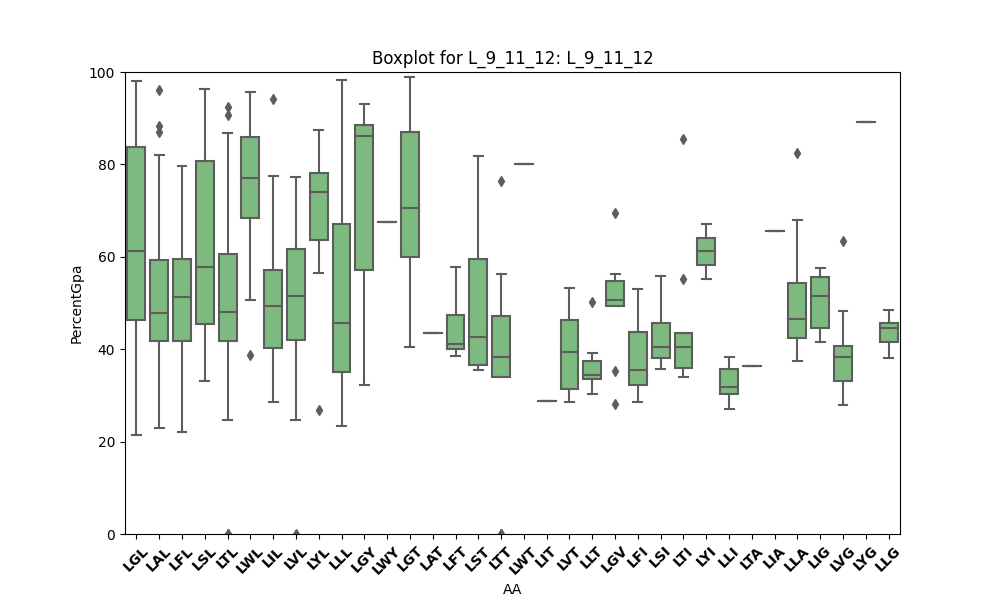 Boxplot for L_9_11_12: L_9_11_12
100
80
60
40
20
0
PercentGpa
LGL LAL LFL LSL LTL LWL LIL LVL LYL LLL LGY LWY LGT LAT LFT LST LTT LWT LIT LVT LLT LGV LFI LSI LTI LYI LLI LTA LIA LLA LIG LVG LYG LLG
AA